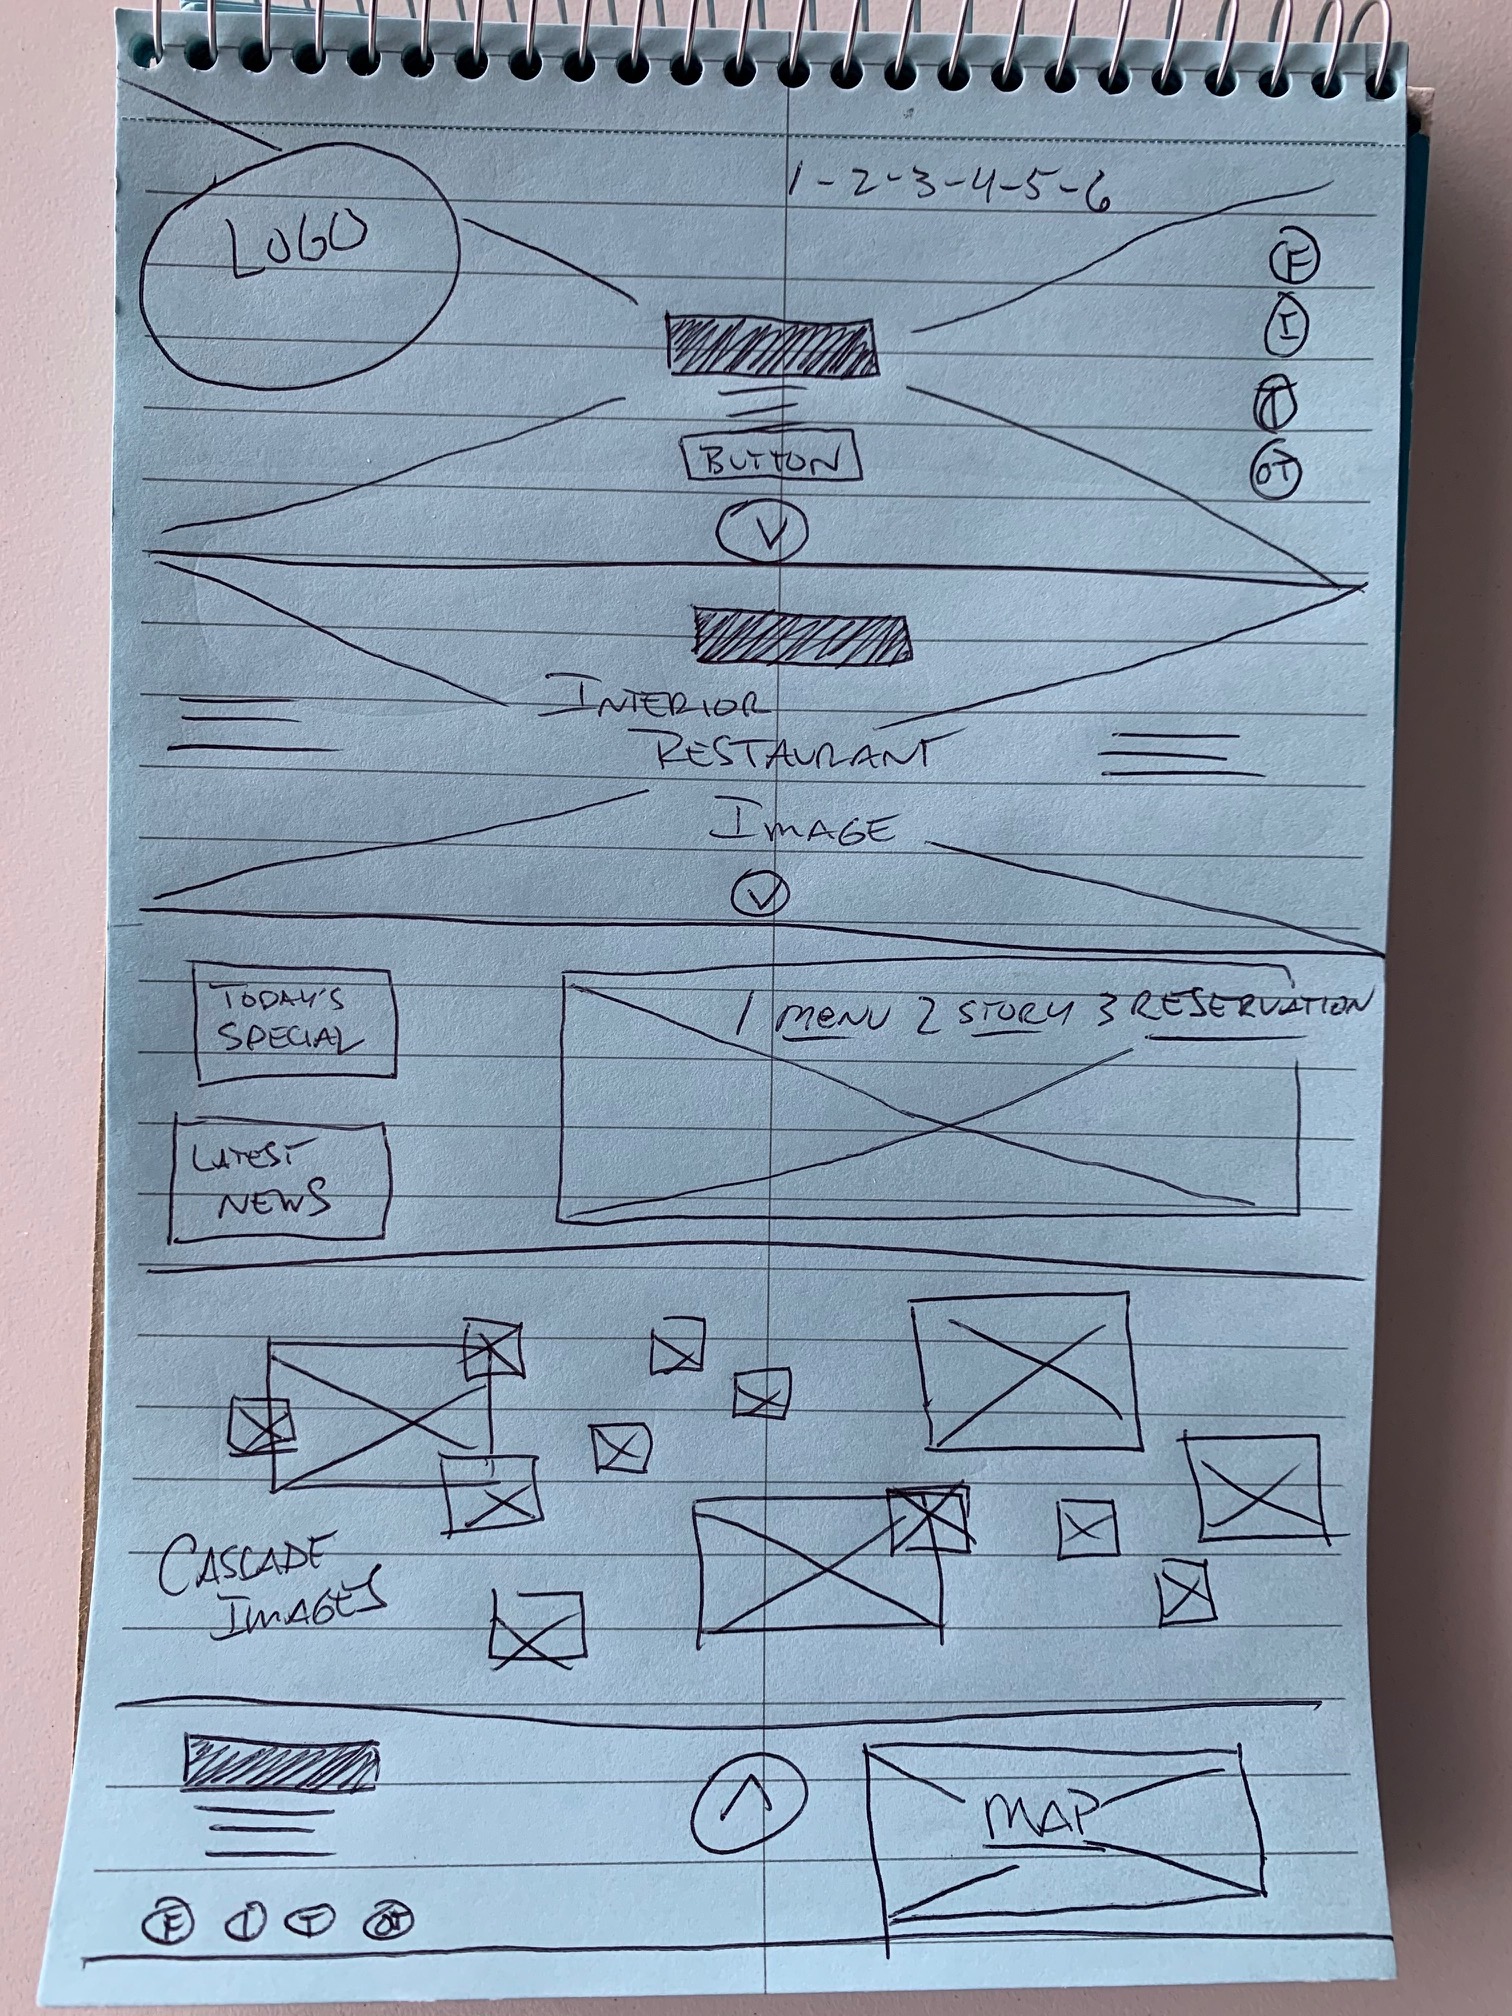 LOGO
1-2-3-4-5-6
F
I
T
OT
BUTTON
INTERIOR
RESTAURANT
IMAGE
TODAY'S
SPECIAL
1 MENU 2 STORY 3 RESERVATION
LATEST
NEWS
CASCADE
IMAGES
MAP
F I T OT